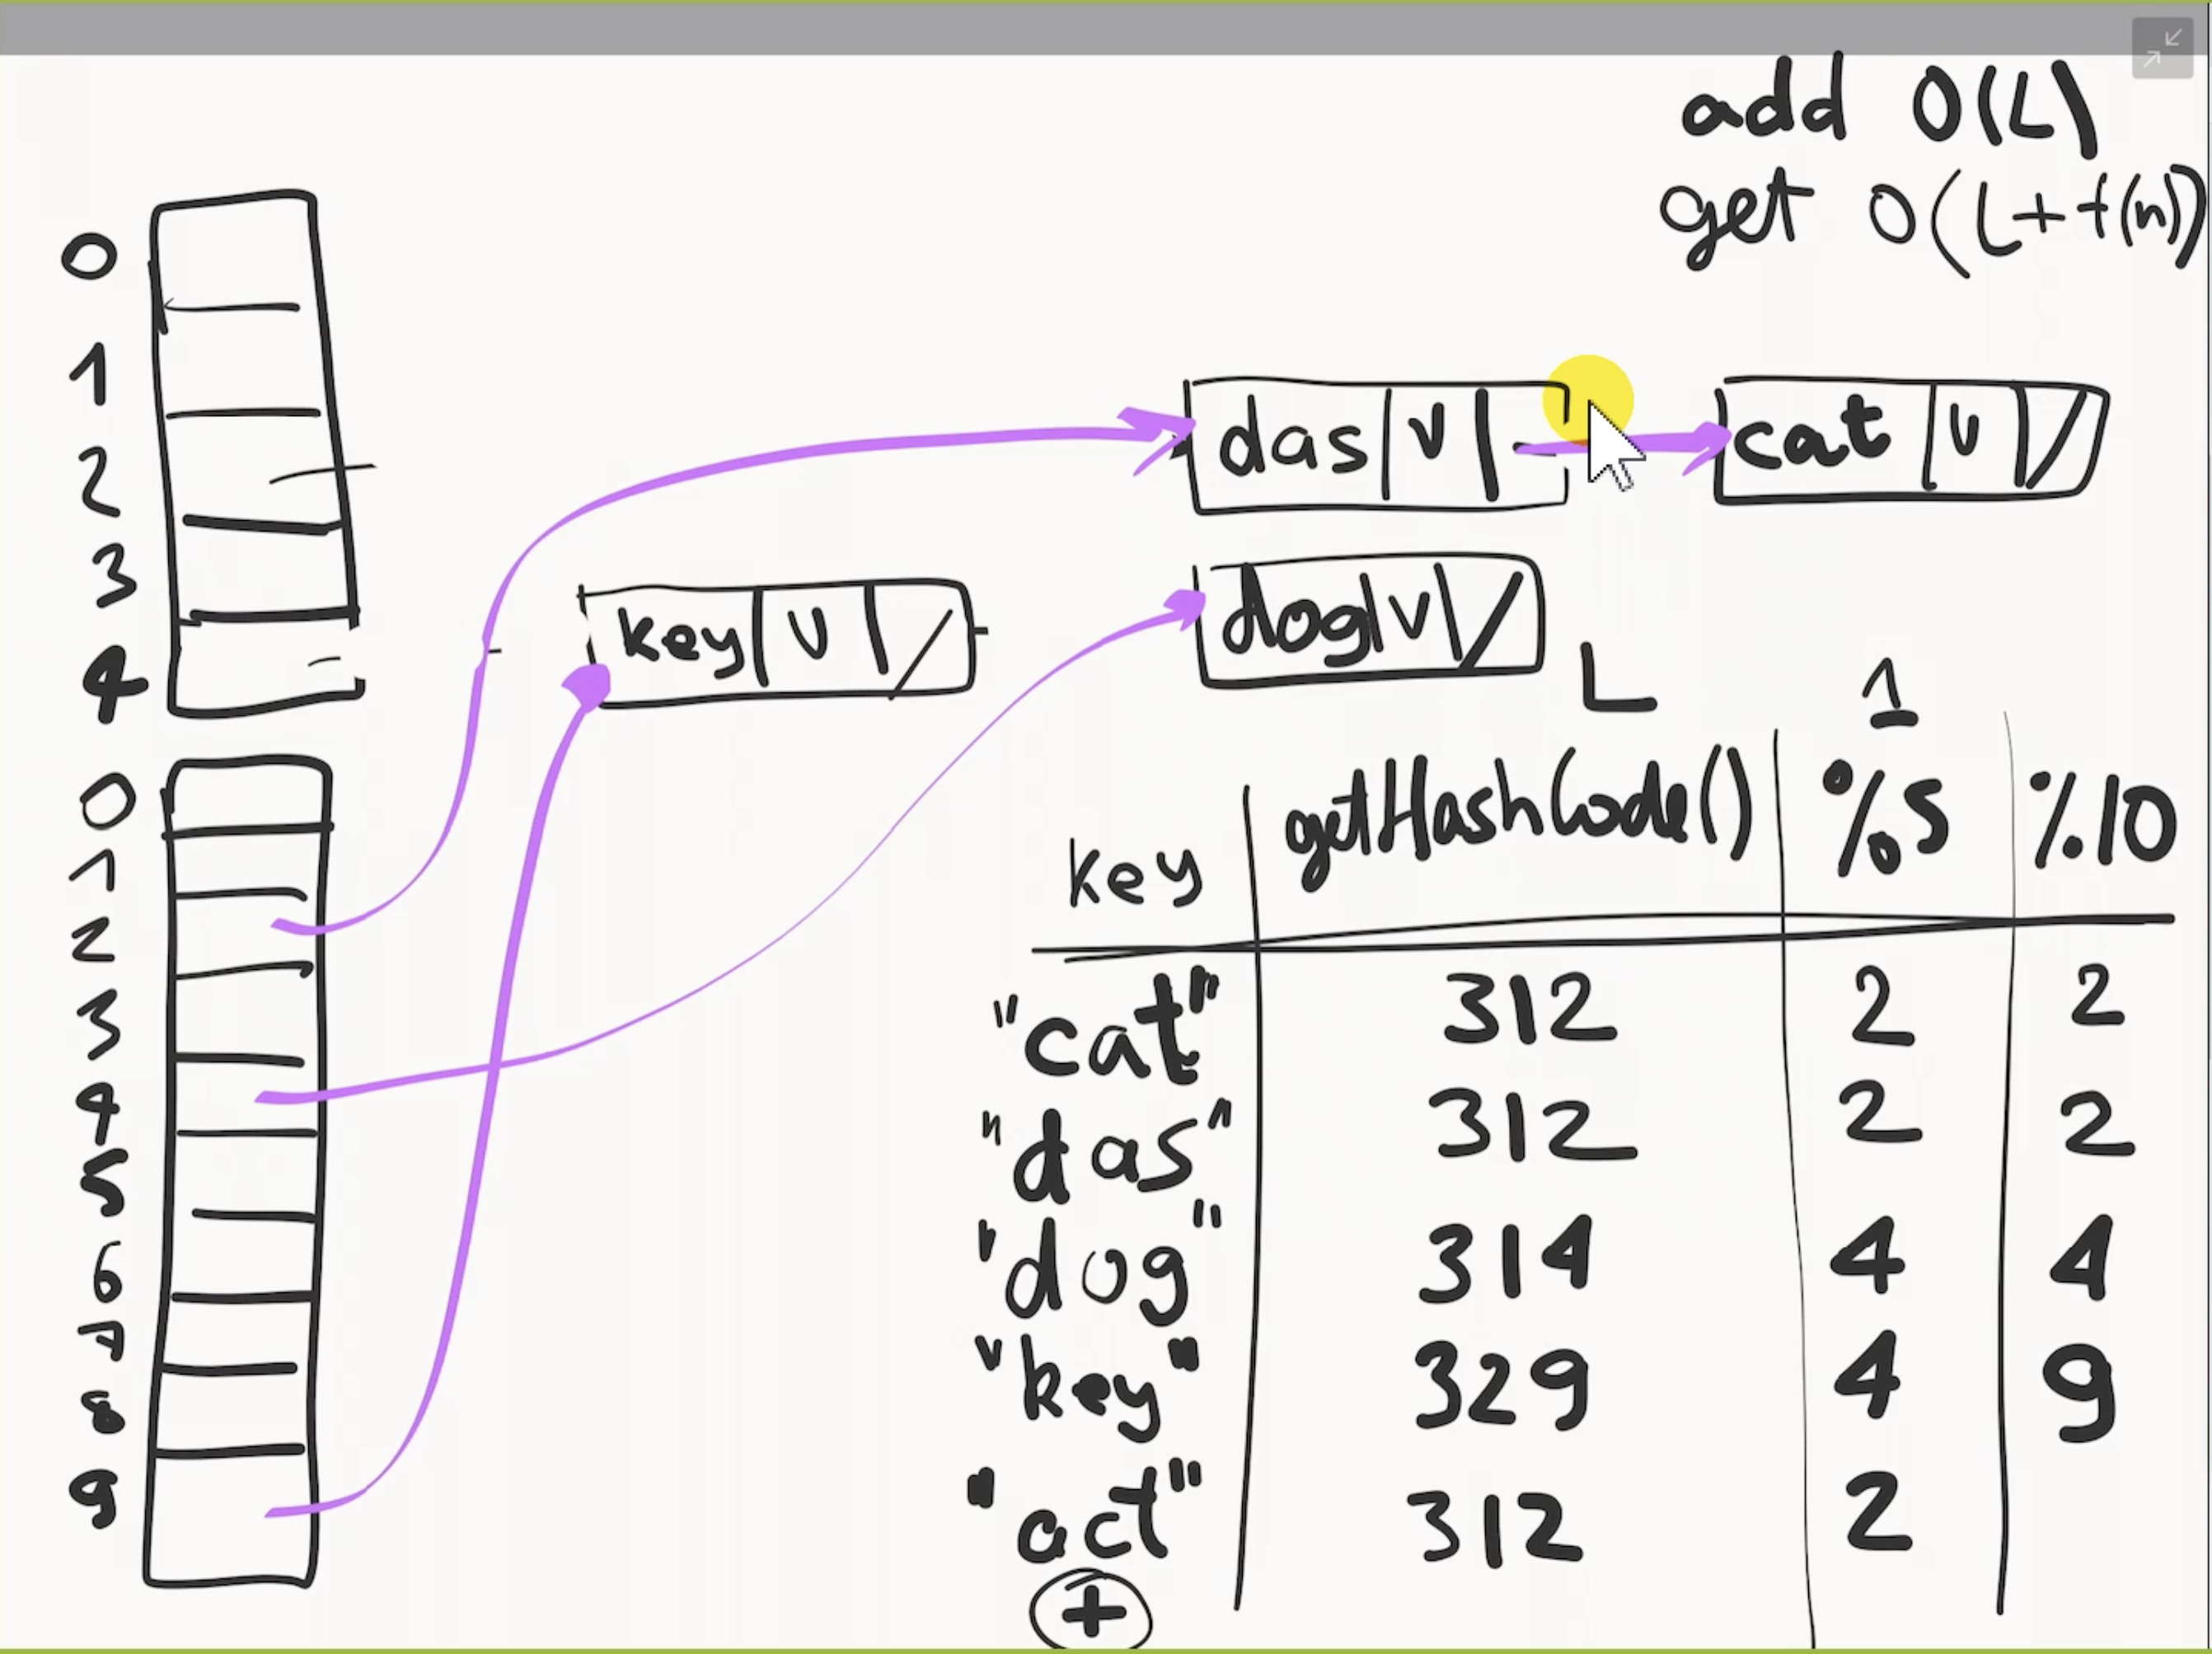 add O(L)
get O(L+f(n))
0
1
2
3
4
das v
cat v
key v
dog v
0
1
2
3
4
5
6
7
8
9
L 1
key getHashCode() %5 %10
"cat" 312 2 2
"das" 312 2 2
"dog" 314 4 4
"key" 329 4 9
"act" 312 2
+